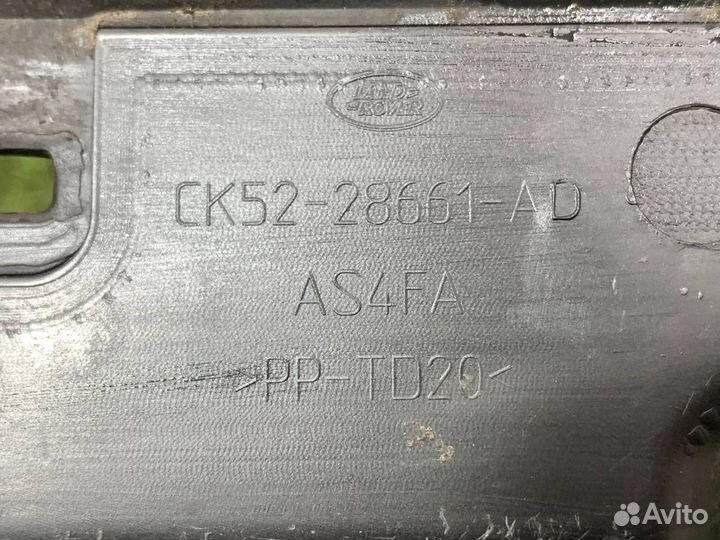 LAND-
-ROVER
CK52-28661-AD
AS4FA
>PP-TD20<
Avito